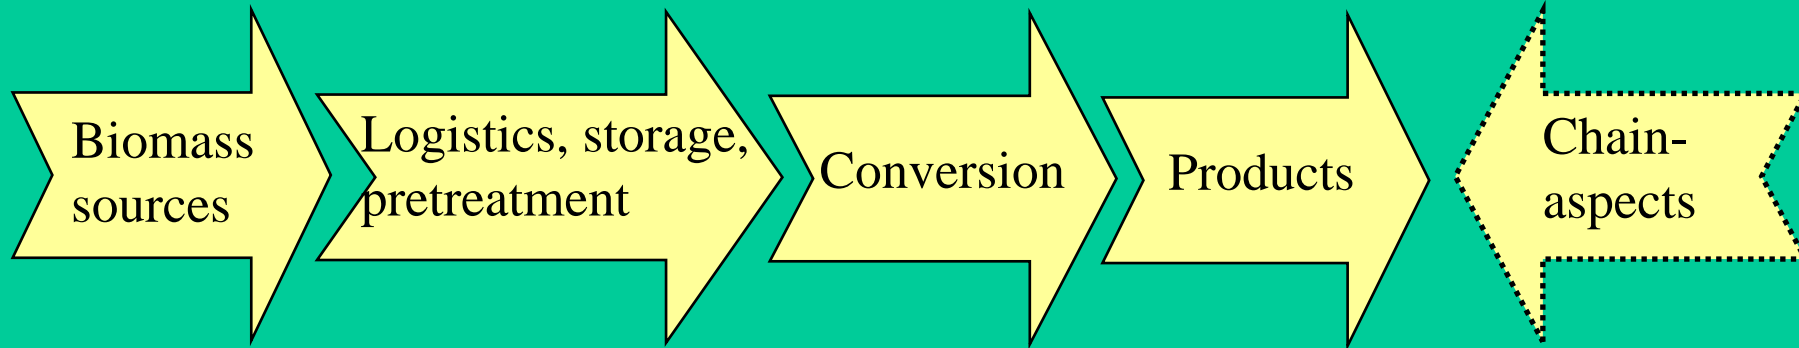 Biomass
sources
Logistics, storage,
pretreatment
Conversion
Products
Chain-
aspects